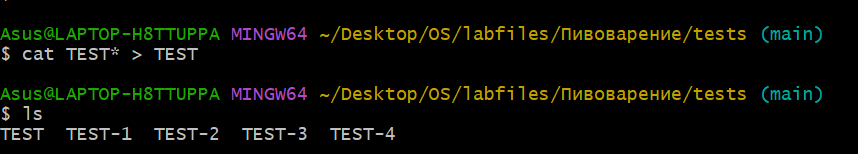 Asus@LAPTOP-H8TTUPPA MINGW64 ~/Desktop/OS/labfiles/Пивоварение/tests (main)
$ cat TEST* > TEST
Asus@LAPTOP-H8TTUPPA MINGW64 ~/Desktop/OS/labfiles/Пивоварение/tests (main)
$ ls
TEST  TEST-1  TEST-2  TEST-3  TEST-4